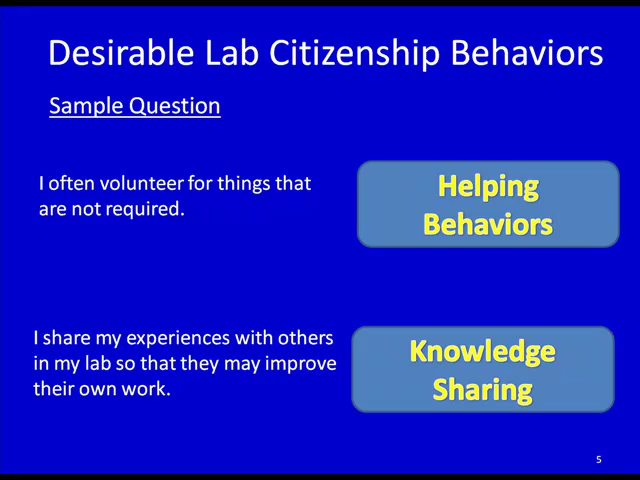 Desirable Lab Citizenship Behaviors
Sample Question
I often volunteer for things that
are not required.
Helping
Behaviors
I share my experiences with others
in my lab so that they may improve
their own work.
Knowledge
Sharing
5